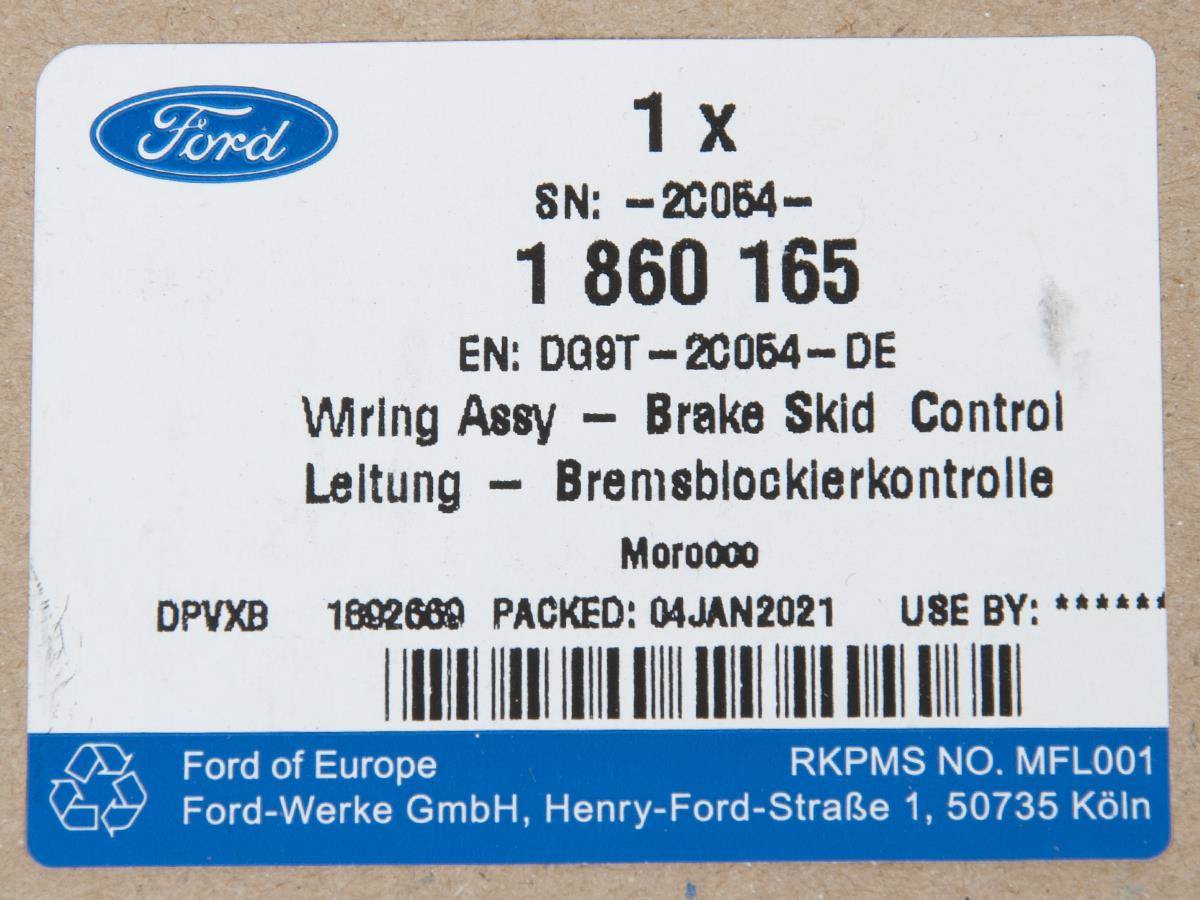 Ford
1 x
SN: -2C054-
1 860 165
EN: DG9T-2C054-DE
Wiring Assy - Brake Skid Control
Leitung - Bremsblockierkontrolle
Morocco
DPVXB 1692669 PACKED: 04JAN2021 USE BY: ******
Ford of Europe RKPMS NO. MFL001
Ford-Werke GmbH, Henry-Ford-Straße 1, 50735 Köln